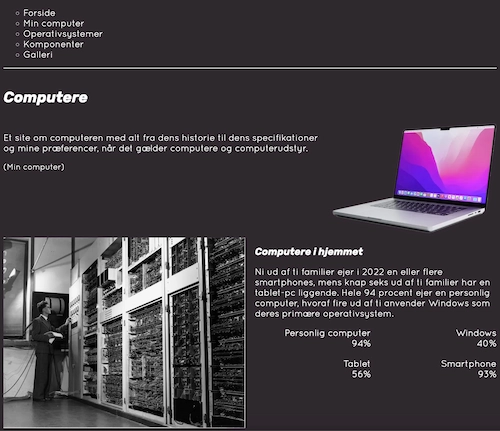 Forside
Min computer
Operativsystemer
Komponenter
Galleri
Computere
Et site om computeren med alt fra dens historie til dens specifikationer
og mine præferencer, når det gælder computere og computerudstyr.
(Min computer)
Computere i hjemmet
Ni ud af ti familier ejer i 2022 en eller flere
smartphones, mens knap seks ud af ti familier har en
tablet-pc liggende. Hele 94 procent ejer en personlig
computer, hvoraf fire ud af ti anvender Windows som
deres primære operativsystem.
Personlig computer
94%
Windows
40%
Tablet
56%
Smartphone
93%